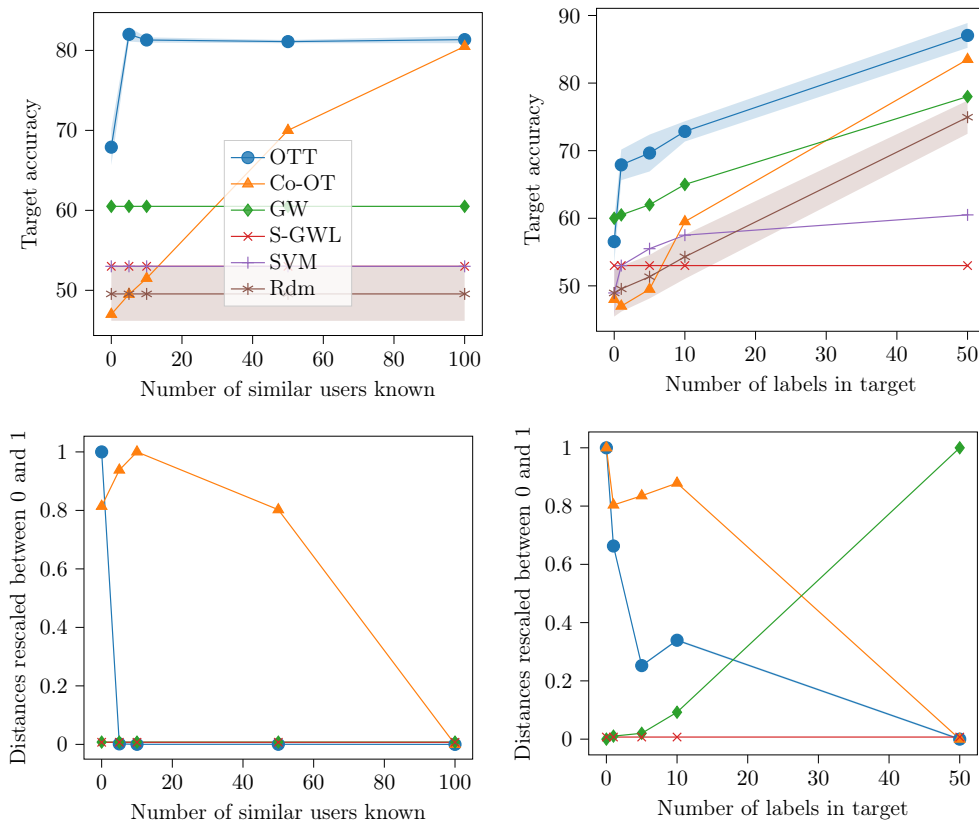 Target accuracy
80
70
60
50
0 20 40 60 80 100
Number of similar users known
OTT
Co-OT
GW
S-GWL
SVM
Rdm
Target accuracy
90
80
70
60
50
0 10 20 30 40 50
Number of labels in target
Distances rescaled between 0 and 1
1
0.8
0.6
0.4
0.2
0
0 20 40 60 80 100
Number of similar users known
Distances rescaled between 0 and 1
1
0.8
0.6
0.4
0.2
0
0 10 20 30 40 50
Number of labels in target